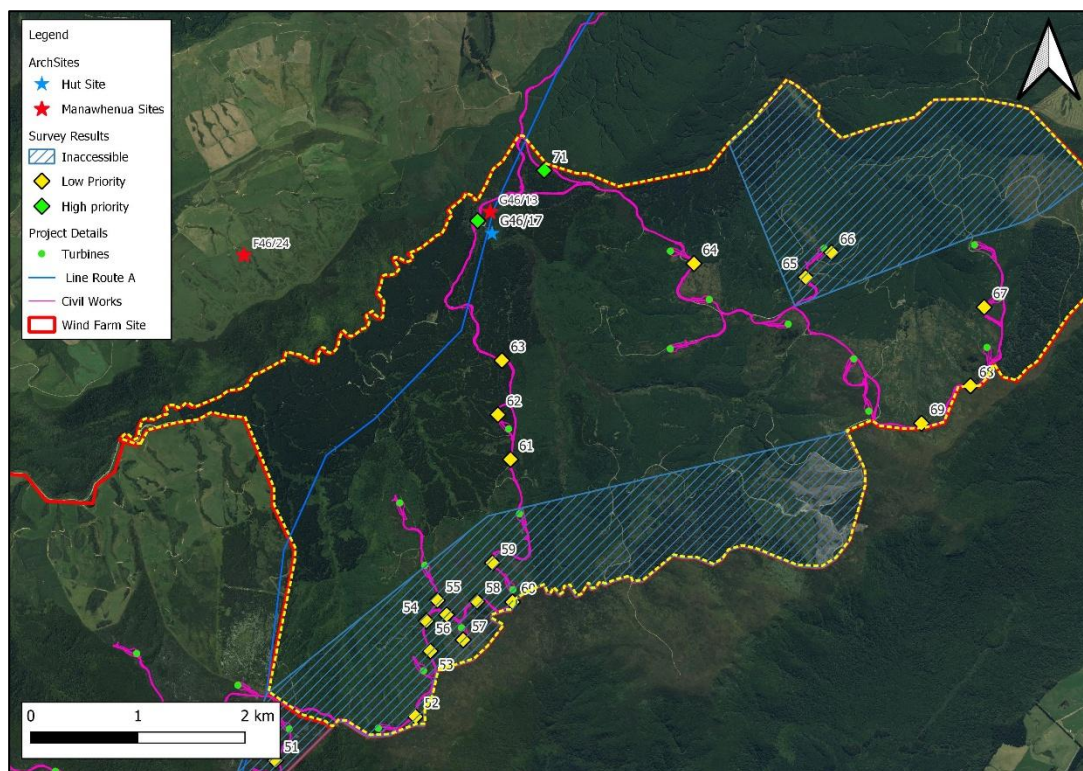 Legend
ArchSites
Hut Site
Manawhenua Sites
Survey Results
Inaccessible
Low Priority
High priority
Project Details
Turbines
Line Route A
Civil Works
Wind Farm Site
71
G46/13
G46/17
F46/24
64
66
65
67
63
68
62
69
61
59
55
58
60
54
56
57
53
52
51
0 1 2 km